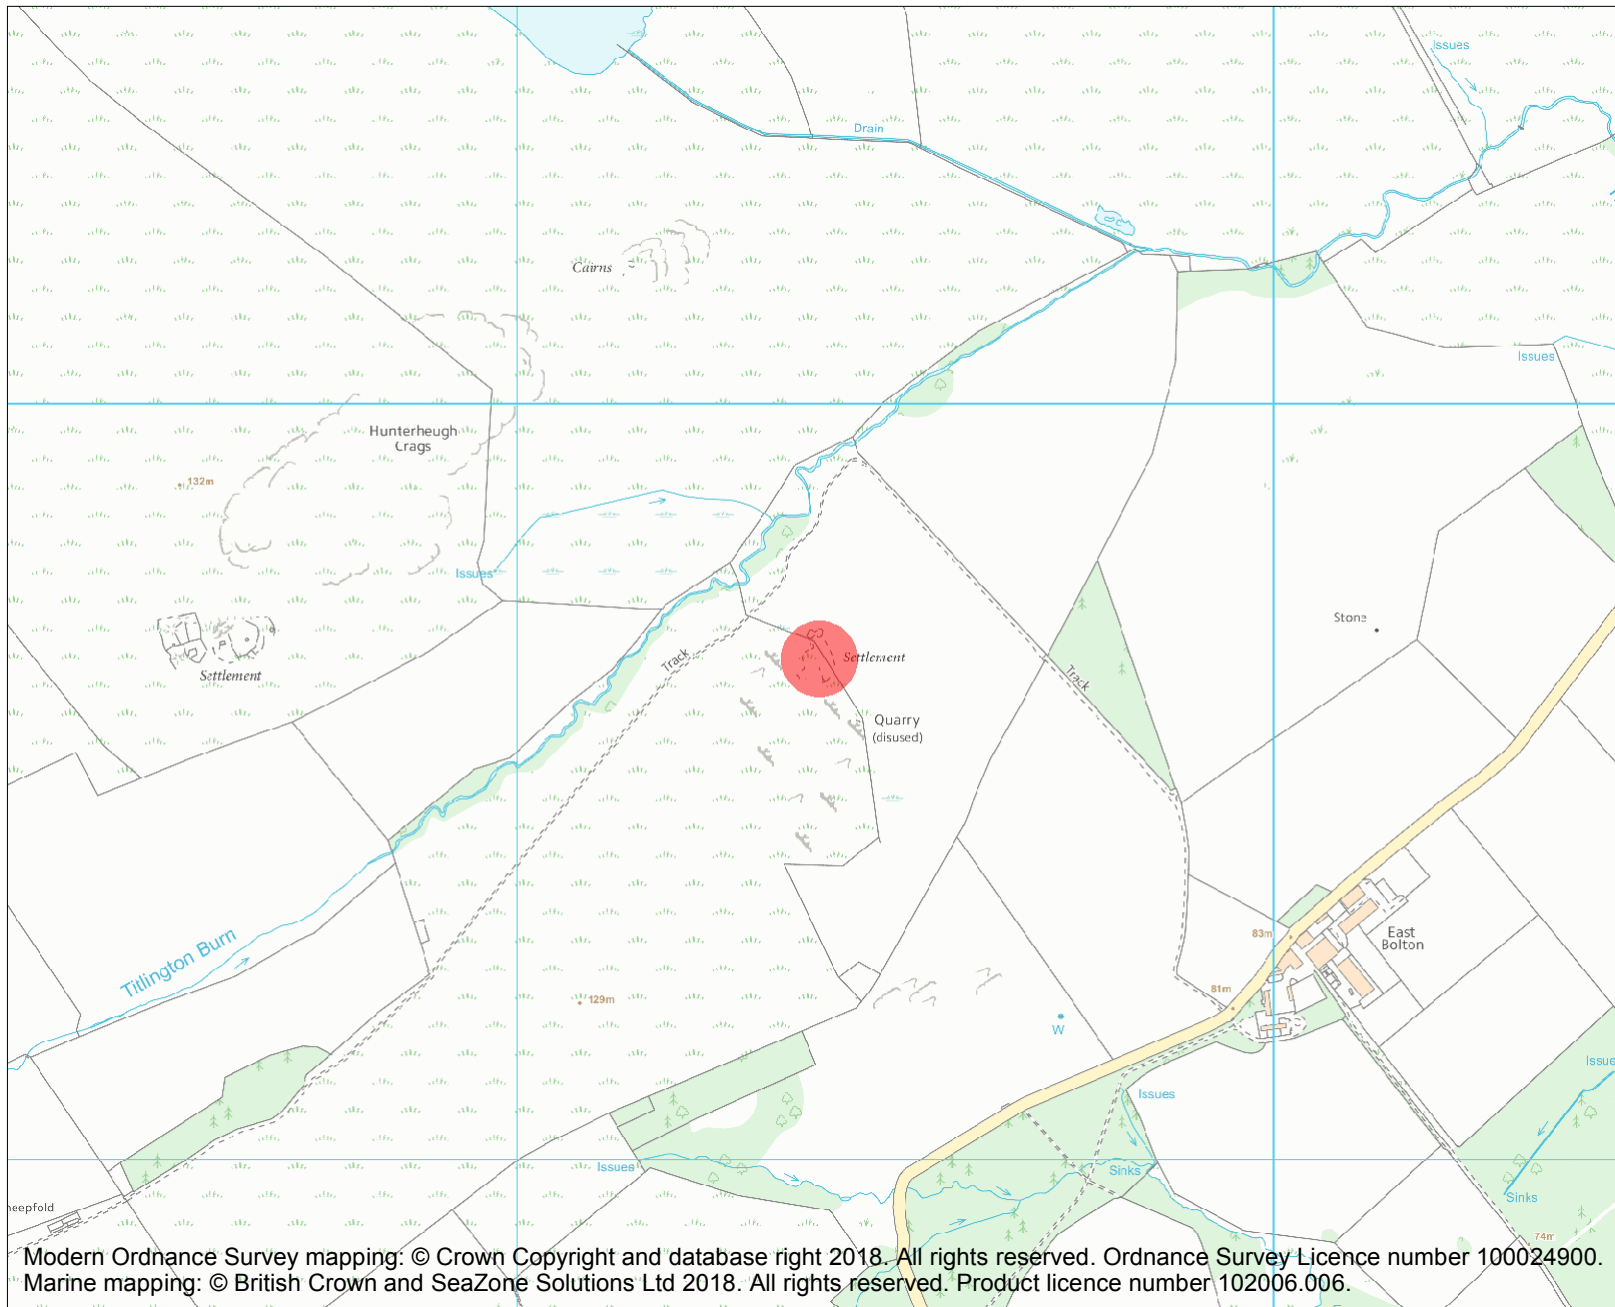 Issues
Drain
Cairns
Issues
Hunterheugh
Crags
132m
Issues
Stone
Settlement
Track
Settlement
Track
Quarry
(disused)
83m
East
Bolton
Titlington Burn
81m
129m
W
Issues
Issues
Sinks
Sinks
74m
Modern Ordnance Survey mapping: © Crown Copyright and database right 2018. All rights reserved. Ordnance Survey Licence number 100024900.
Marine mapping: © British Crown and SeaZone Solutions Ltd 2018. All rights reserved. Product licence number 102006.006.